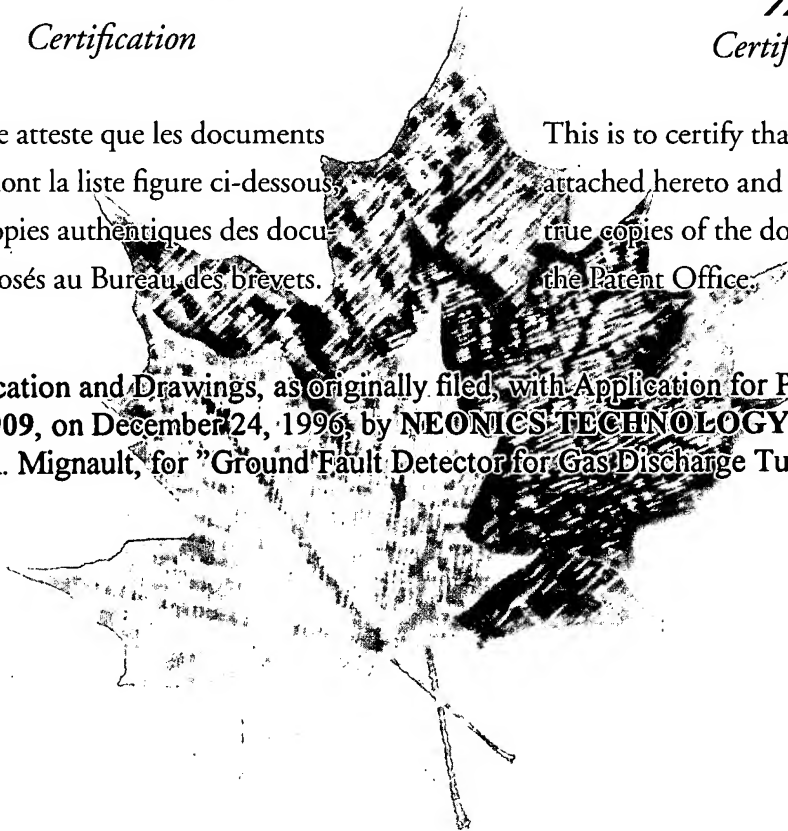 Certification
e atteste que les documents
ont la liste figure ci-dessous,
opies authentiques des docu-
osés au Bureau des brevets.
Certif
This is to certify tha
attached hereto and
true copies of the do
the Patent Office.
cation and Drawings, as originally filed, with Application for P
09, on December 24, 1996, by NEONICS TECHNOLOGY
. Mignault, for "Ground Fault Detector for Gas Discharge Tu